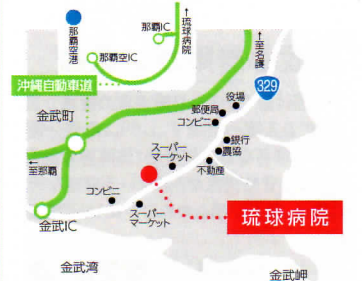 那覇空港
那覇IC
那覇空IC
↑琉球病院
沖縄自動車道
↑至名護
329
金武町
役場
郵便局
コンビニ
銀行
農協
スーパー
マーケット
不動産
←至那覇
コンビニ
スーパー
マーケット
琉球病院
金武IC
金武湾
金武岬